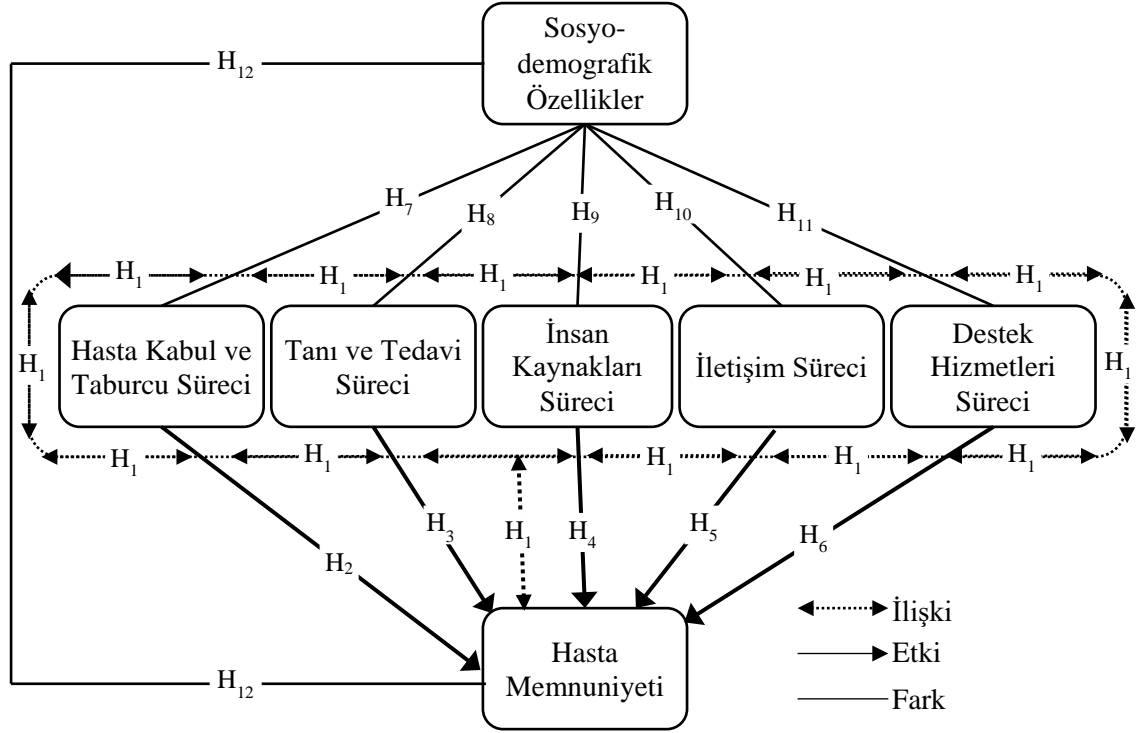 Sosyo-
demografik
Özellikler
H12
H7
H8
H9
H10
H11
H1
H1
H1
H1
H1
H1
H1
Hasta Kabul ve
Taburcu Süreci
Tanı ve Tedavi
Süreci
İnsan
Kaynakları
Süreci
İletişim Süreci
Destek
Hizmetleri
Süreci
H1
H1
H1
H1
H1
H1
H2
H3
H1
H4
H5
H6
Hasta
Memnuniyeti
H12
İlişki
Etki
Fark